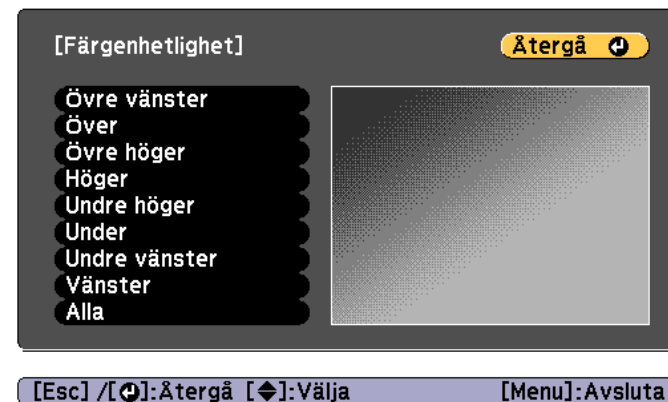 [Färgenhetlighet]
Återgå
Övre vänster
Över
Övre höger
Höger
Undre höger
Under
Undre vänster
Vänster
Alla
[Esc] /[]:Återgå []:Välja [Menu]:Avsluta